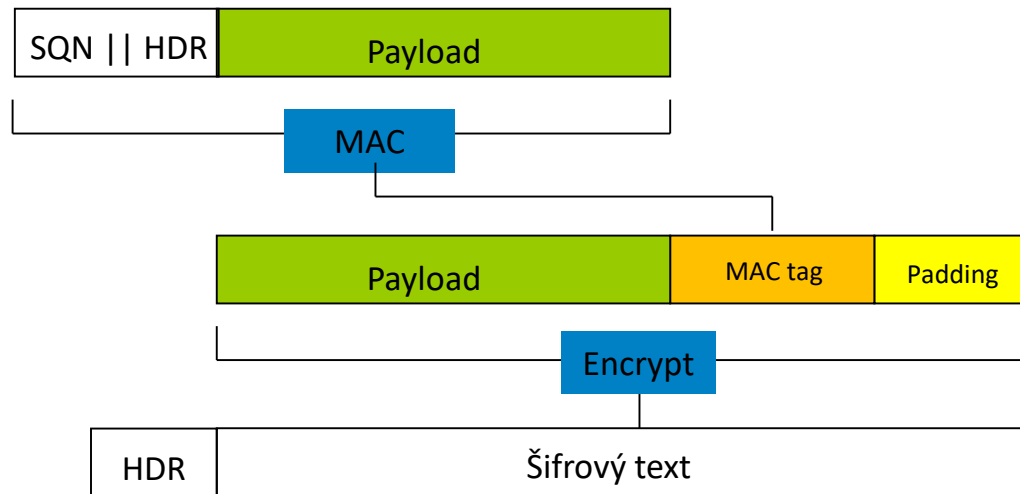 SQN || HDR
Payload
MAC
Payload
MAC tag
Padding
Encrypt
HDR
Šifrový text